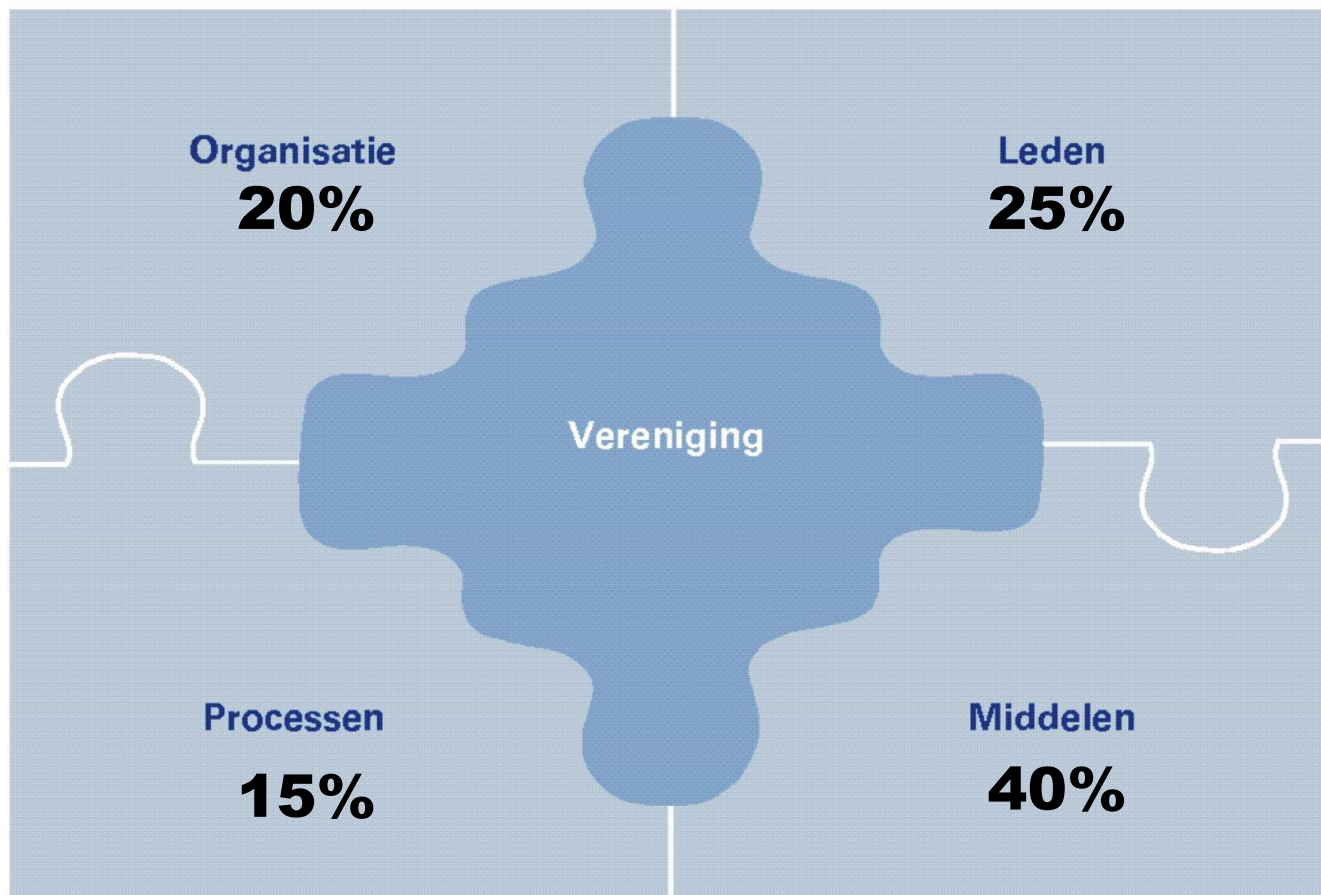 Organisatie
20%
Leden
25%
Vereniging
Processen
15%
Middelen
40%